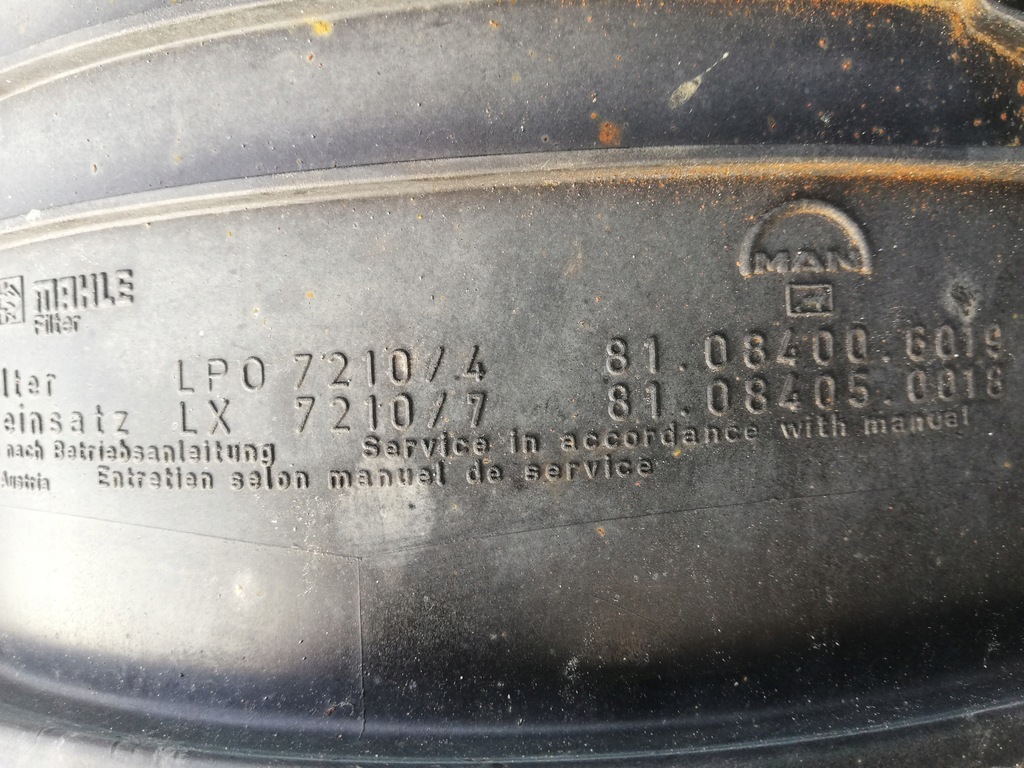 MAHLE
Filter
MAN
lter LPO 7210/4 81.08400.6019
einsatz LX 7210/7 81.08405.0018
nach Betriebsanleitung Service in accordance with manual
Austria Entretien selon manuel de service